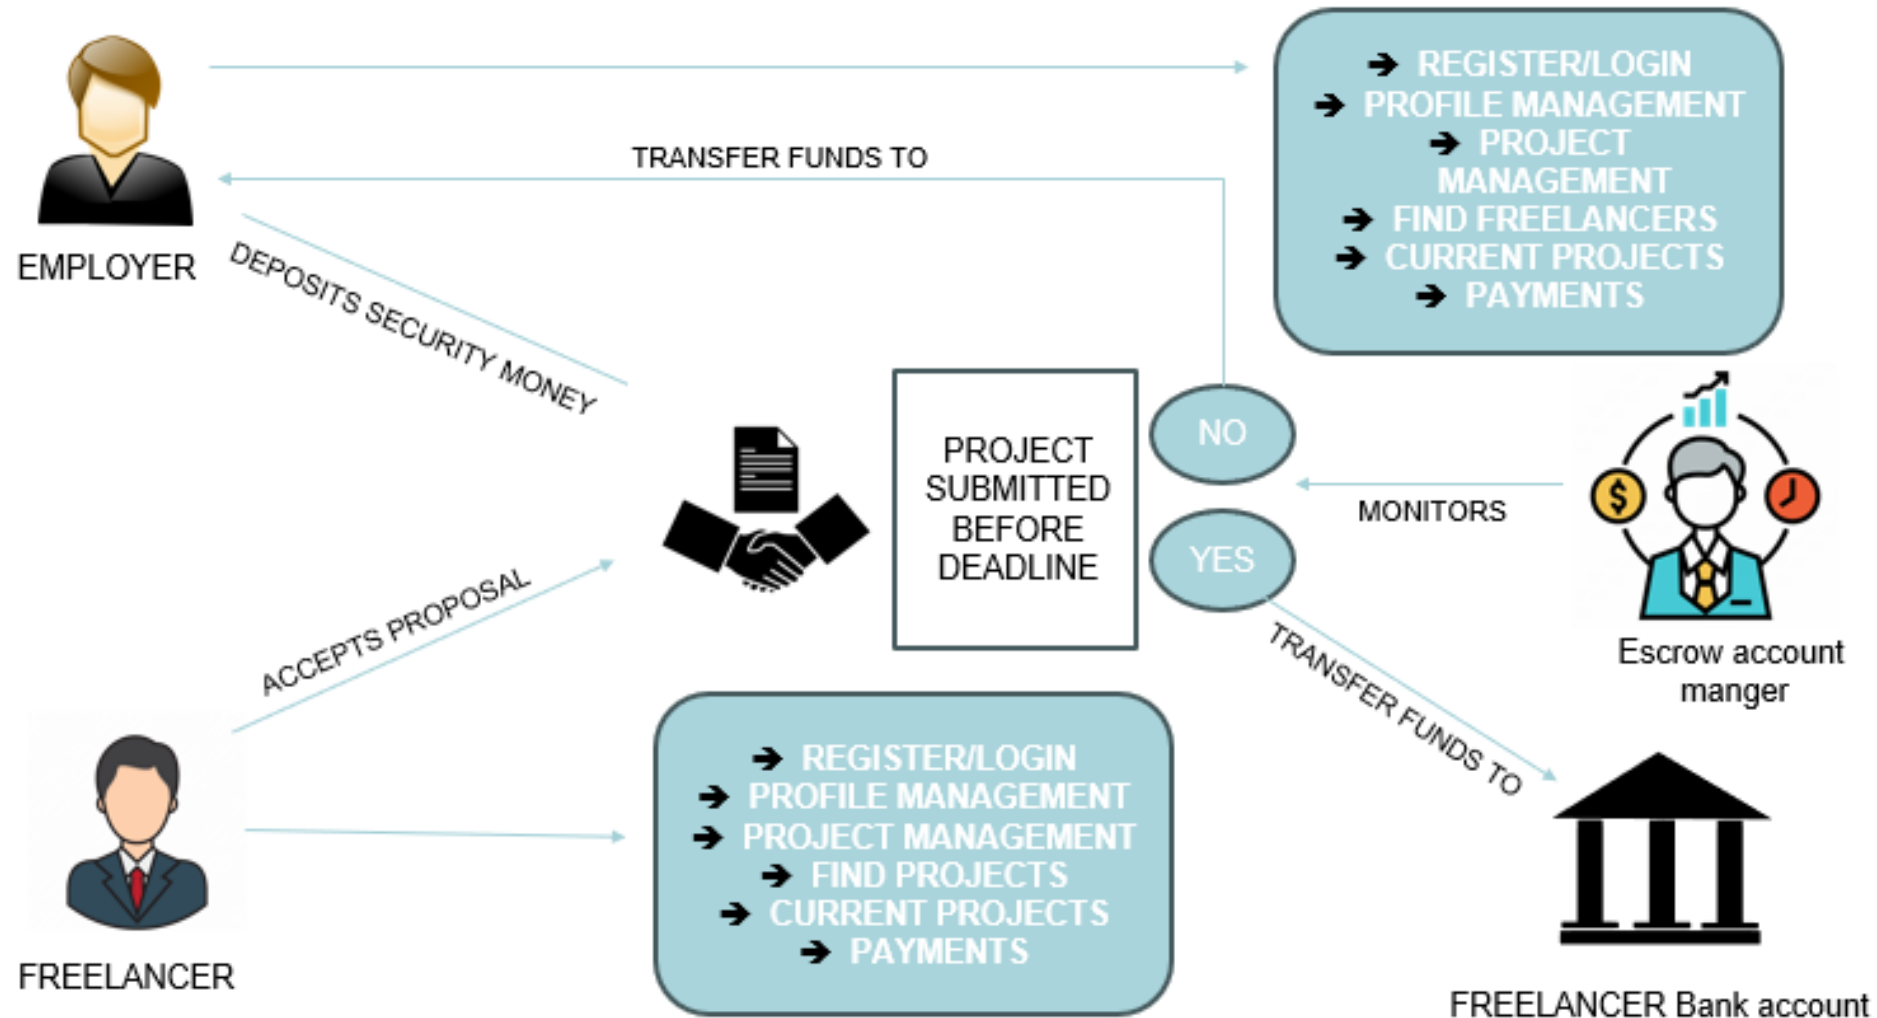 REGISTER/LOGIN
PROFILE MANAGEMENT
PROJECT
MANAGEMENT
FIND FREELANCERS
CURRENT PROJECTS
PAYMENTS
TRANSFER FUNDS TO
EMPLOYER
DEPOSITS SECURITY MONEY
PROJECT
SUBMITTED
BEFORE
DEADLINE
NO
YES
$
MONITORS
Escrow account
manger
ACCEPTS PROPOSAL
TRANSFER FUNDS TO
REGISTER/LOGIN
PROFILE MANAGEMENT
PROJECT MANAGEMENT
FIND PROJECTS
CURRENT PROJECTS
PAYMENTS
FREELANCER
FREELANCER Bank account